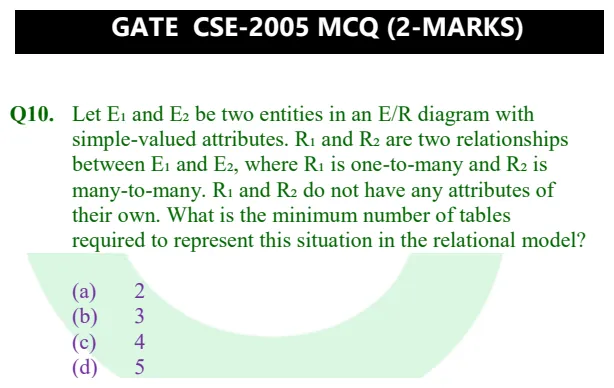 GATE CSE-2005 MCQ (2-MARKS)
Q10. Let E₁ and E₂ be two entities in an E/R diagram with
simple-valued attributes. R₁ and R₂ are two relationships
between E₁ and E₂, where R₁ is one-to-many and R₂ is
many-to-many. R₁ and R₂ do not have any attributes of
their own. What is the minimum number of tables
required to represent this situation in the relational model?
(a) 2
(b) 3
(c) 4
(d) 5